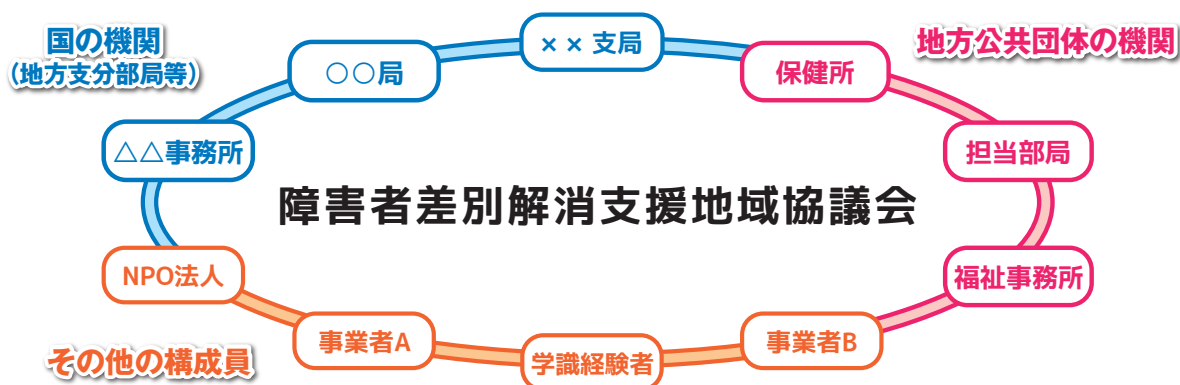 国の機関
（地方支分部局等）
○○局
×× 支局
保健所
地方公共団体の機関
△△事務所
担当部局
障害者差別解消支援地域協議会
NPO法人
福祉事務所
事業者A
学識経験者
事業者B
その他の構成員